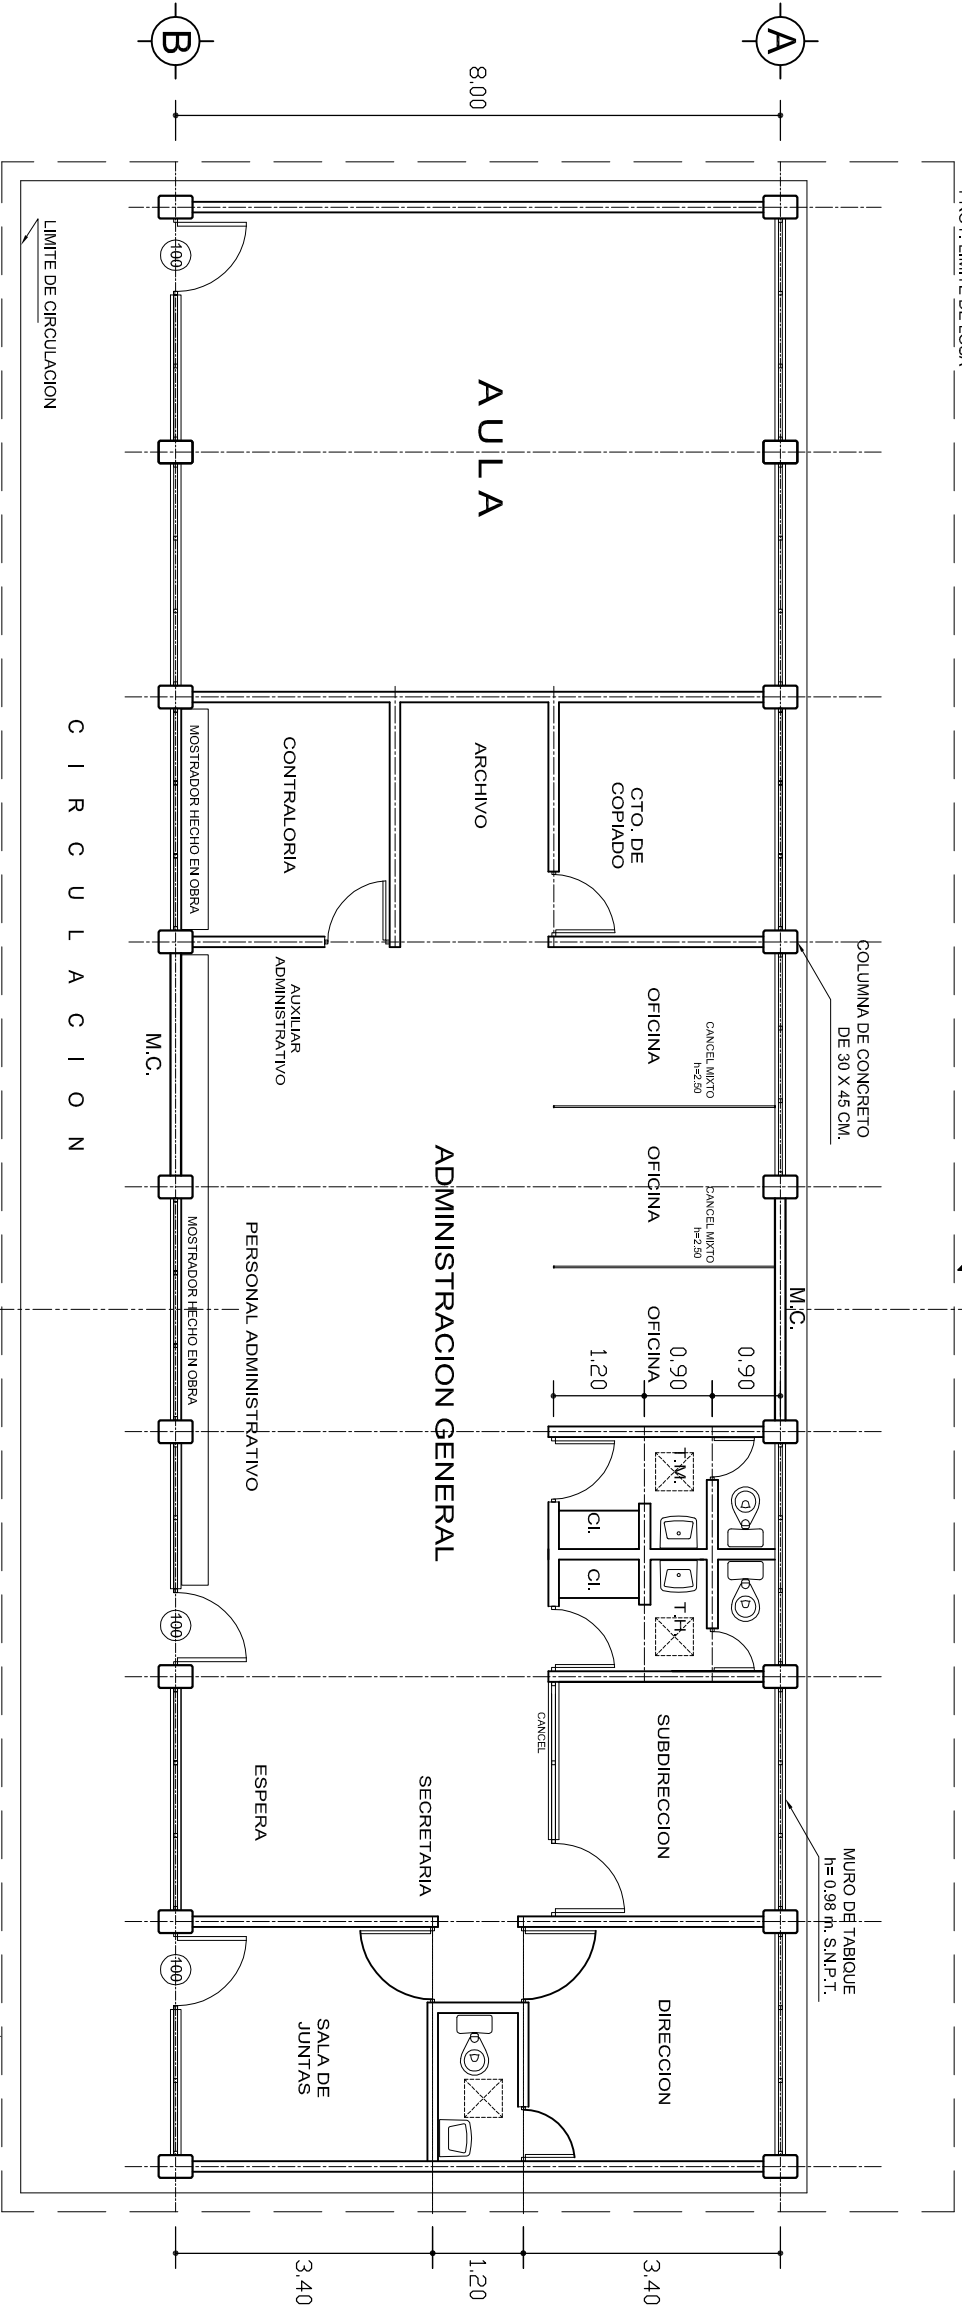 B
A
8.00
LIMITE DE CIRCULACION
100
A U L A
C I R C U L A C I O N
MOSTRADOR HECHO EN OBRA
CONTRALORIA
ARCHIVO
CTO. DE
COPIADO
COLUMNA DE CONCRETO
DE 30 X 45 CM.
AUXILIAR
ADMINISTRATIVO
M.C.
OFICINA
CANCEL MIXTO
h=2.50
OFICINA
CANCEL MIXTO
h=2.50
OFICINA
M.C.
ADMINISTRACION GENERAL
PERSONAL ADMINISTRATIVO
MOSTRADOR HECHO EN OBRA
1.20
0.90
0.90
T.M.
CI.
CI.
T.H.
100
CANCEL
SUBDIRECCION
ESPERA
SECRETARIA
MURO DE TABIQUE
h= 0.98 m. S.N.P.T.
100
SALA DE
JUNTAS
DIRECCION
3.40
1.20
3.40